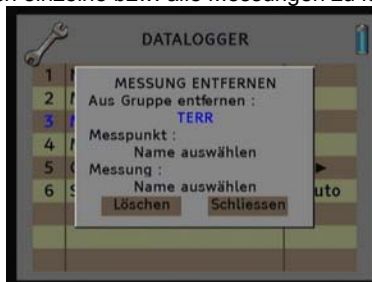 DATALOGGER
1
2
3
4
5
6
uto
MESSUNG ENTFERNEN
Aus Gruppe entfernen :
TERR
Messpunkt :
Name auswählen
Messung :
Name auswählen
Löschen Schliessen